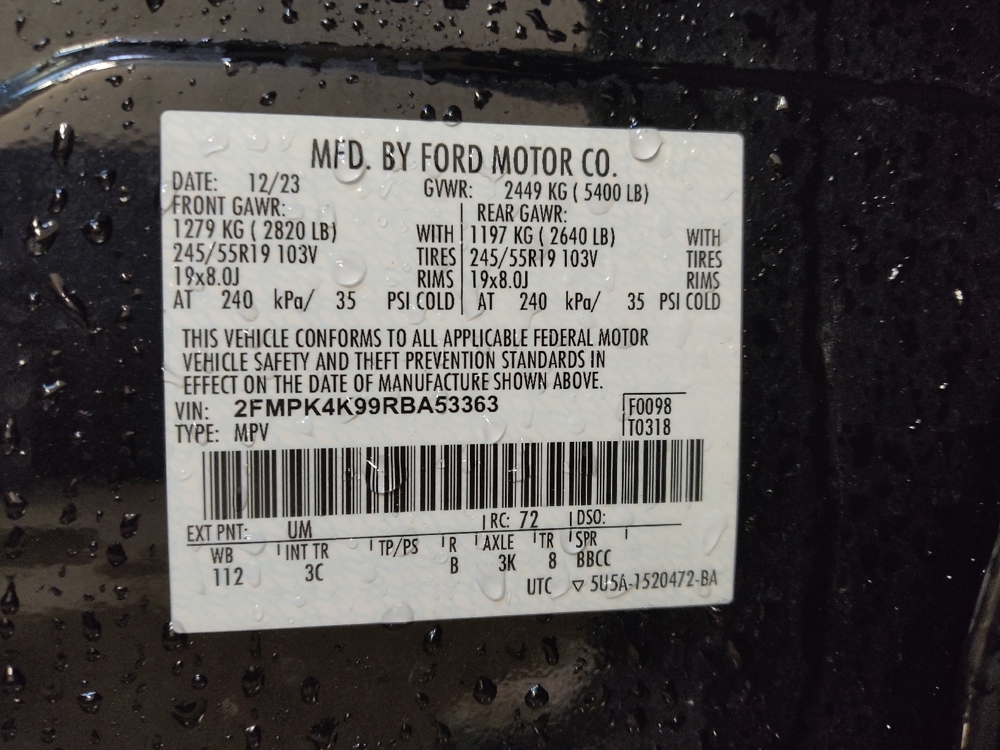 MFD. BY FORD MOTOR CO.
DATE: 12/23 GVWR: 2449 KG ( 5400 LB)
FRONT GAWR: REAR GAWR:
1279 KG ( 2820 LB) WITH 1197 KG ( 2640 LB) WITH
245/55R19 103V TIRES 245/55R19 103V TIRES
19x8.0J RIMS 19x8.0J RIMS
AT 240 kPa/ 35 PSI COLD AT 240 kPa/ 35 PSI COLD
THIS VEHICLE CONFORMS TO ALL APPLICABLE FEDERAL MOTOR
VEHICLE SAFETY AND THEFT PREVENTION STANDARDS IN
EFFECT ON THE DATE OF MANUFACTURE SHOWN ABOVE.
VIN: 2FMPK4K99RBA53363 F0098
TYPE: MPV T0318
EXT PNT: UM RC: 72 DSO:
WB INT TR TP/PS R AXLE TR SPR
112 3C B 3K 8 BBCC
UTC ▽ 5U5A-1520472-BA